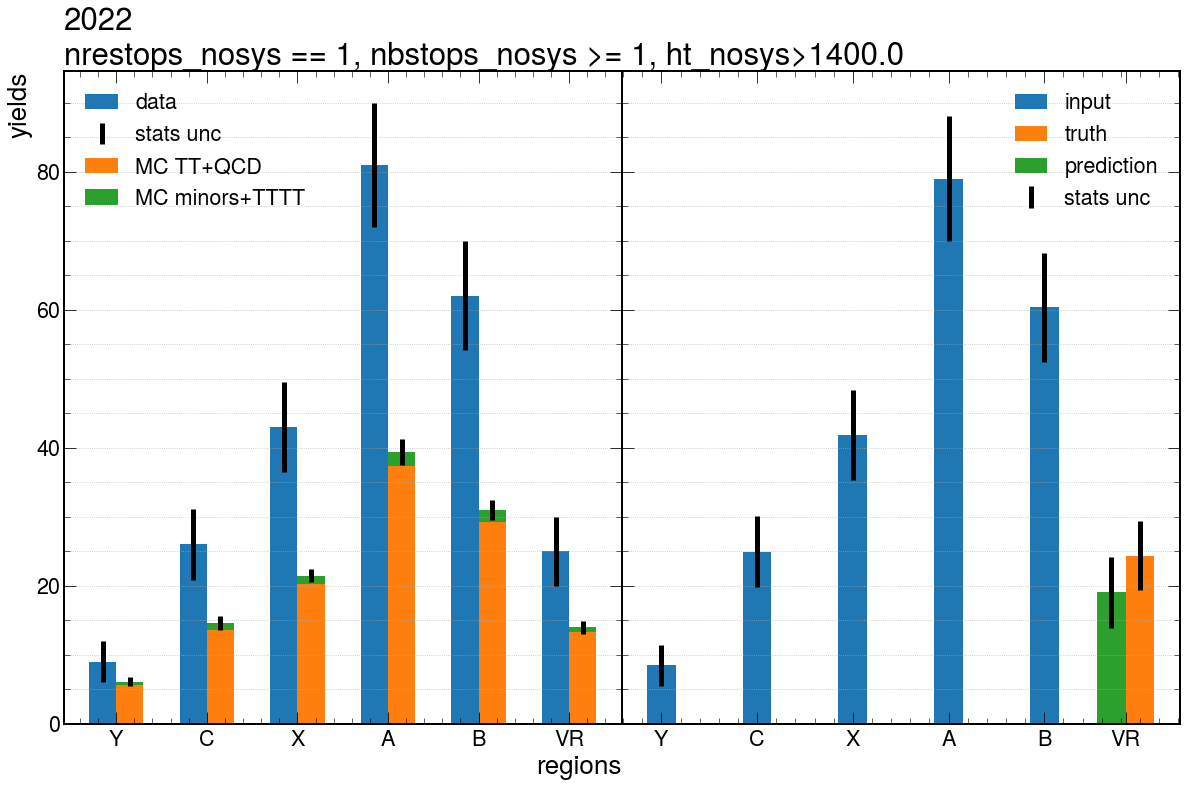 2022
nrestops_nosys == 1, nbstops_nosys >= 1, ht_nosys>1400.0
yields
data
stats unc
MC TT+QCD
MC minors+TTTT
input
truth
prediction
stats unc
80
60
40
20
0
Y C X A B VR Y C X A B VR
regions